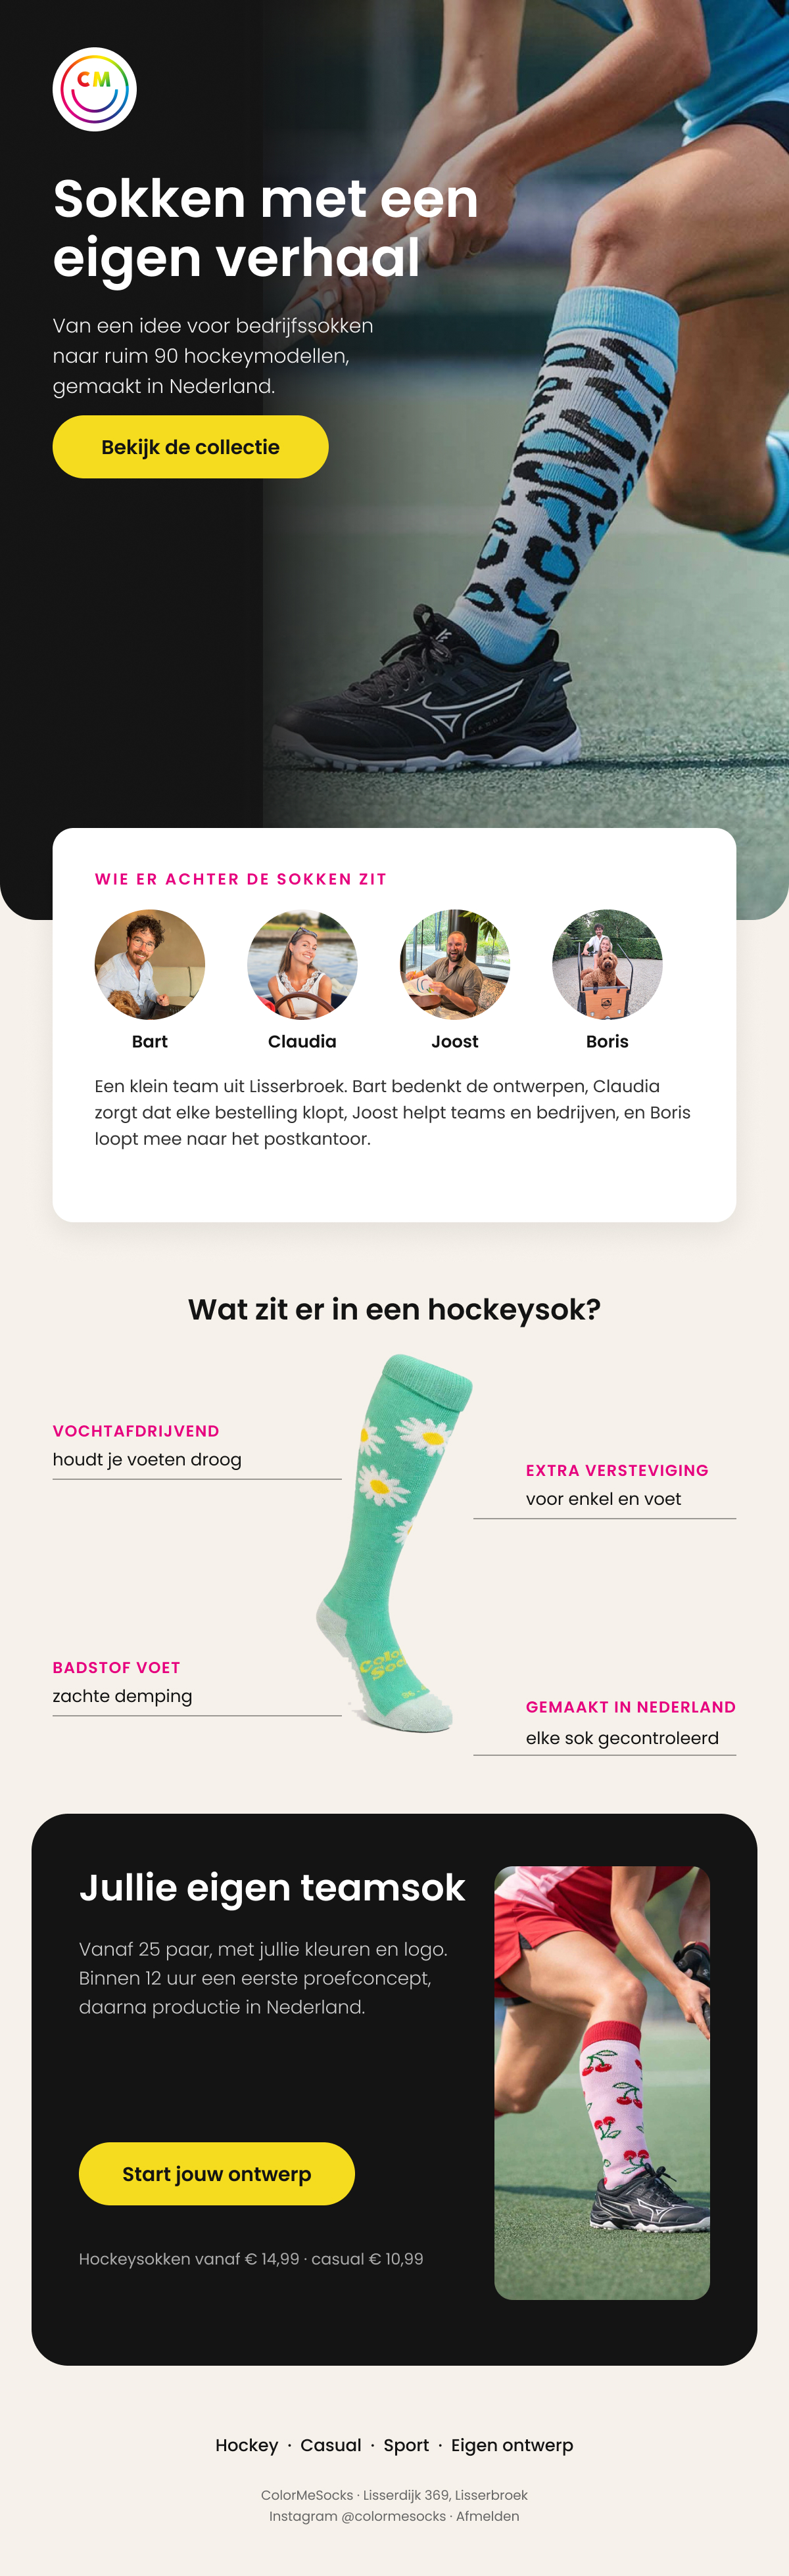 CM
Sokken met een
eigen verhaal
Van een idee voor bedrijfssokken
naar ruim 90 hockeymodellen,
gemaakt in Nederland.
Bekijk de collectie
WIE ER ACHTER DE SOKKEN ZIT
Bart
Claudia
Joost
Boris
Een klein team uit Lisserbroek. Bart bedenkt de ontwerpen, Claudia
zorgt dat elke bestelling klopt, Joost helpt teams en bedrijven, en Boris
loopt mee naar het postkantoor.
Wat zit er in een hockeysok?
VOCHTAFDRIJVEND
houdt je voeten droog
EXTRA VERSTEVIGING
voor enkel en voet
BADSTOF VOET
zachte demping
GEMAAKT IN NEDERLAND
elke sok gecontroleerd
Jullie eigen teamsok
Vanaf 25 paar, met jullie kleuren en logo.
Binnen 12 uur een eerste proefconcept,
daarna productie in Nederland.
Start jouw ontwerp
Hockeysokken vanaf € 14,99 · casual € 10,99
Hockey · Casual · Sport · Eigen ontwerp
ColorMeSocks · Lisserdijk 369, Lisserbroek
Instagram @colormesocks · Afmelden